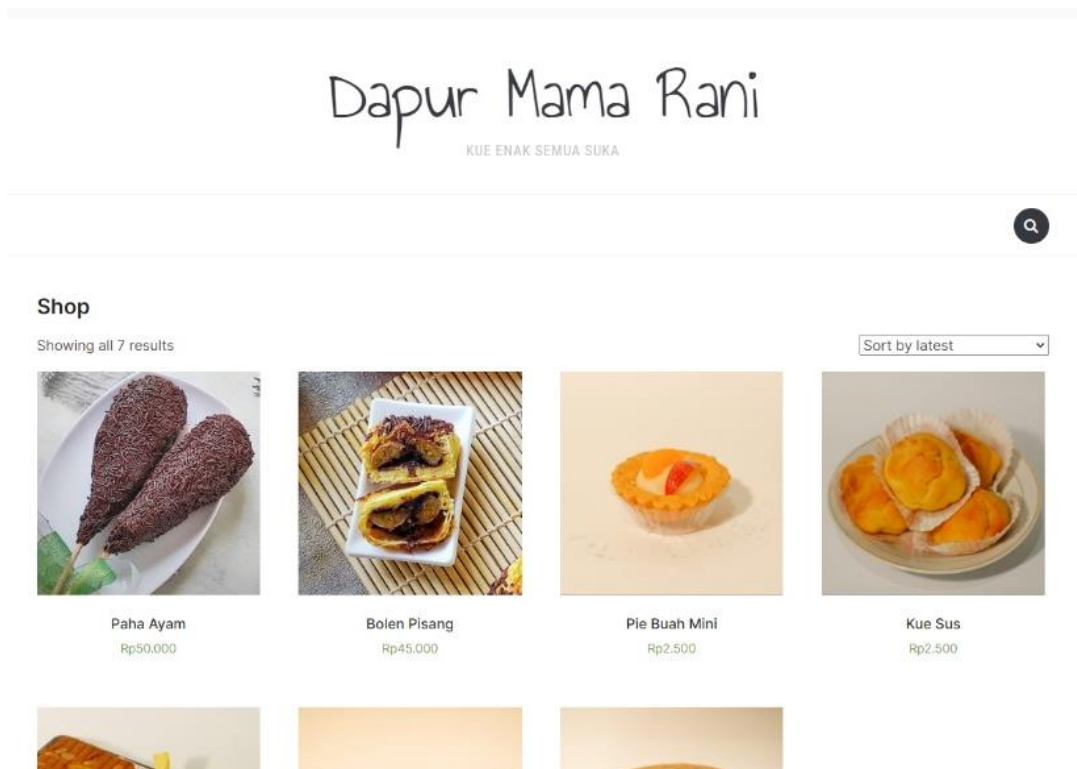 Dapur Mama Rani
KUE ENAK SEMUA SUKA
Shop
Showing all 7 results
Sort by latest
Paha Ayam
Bolen Pisang
Pie Buah Mini
Kue Sus
Rp50.000
Rp45.000
Rp2.500
Rp2.500